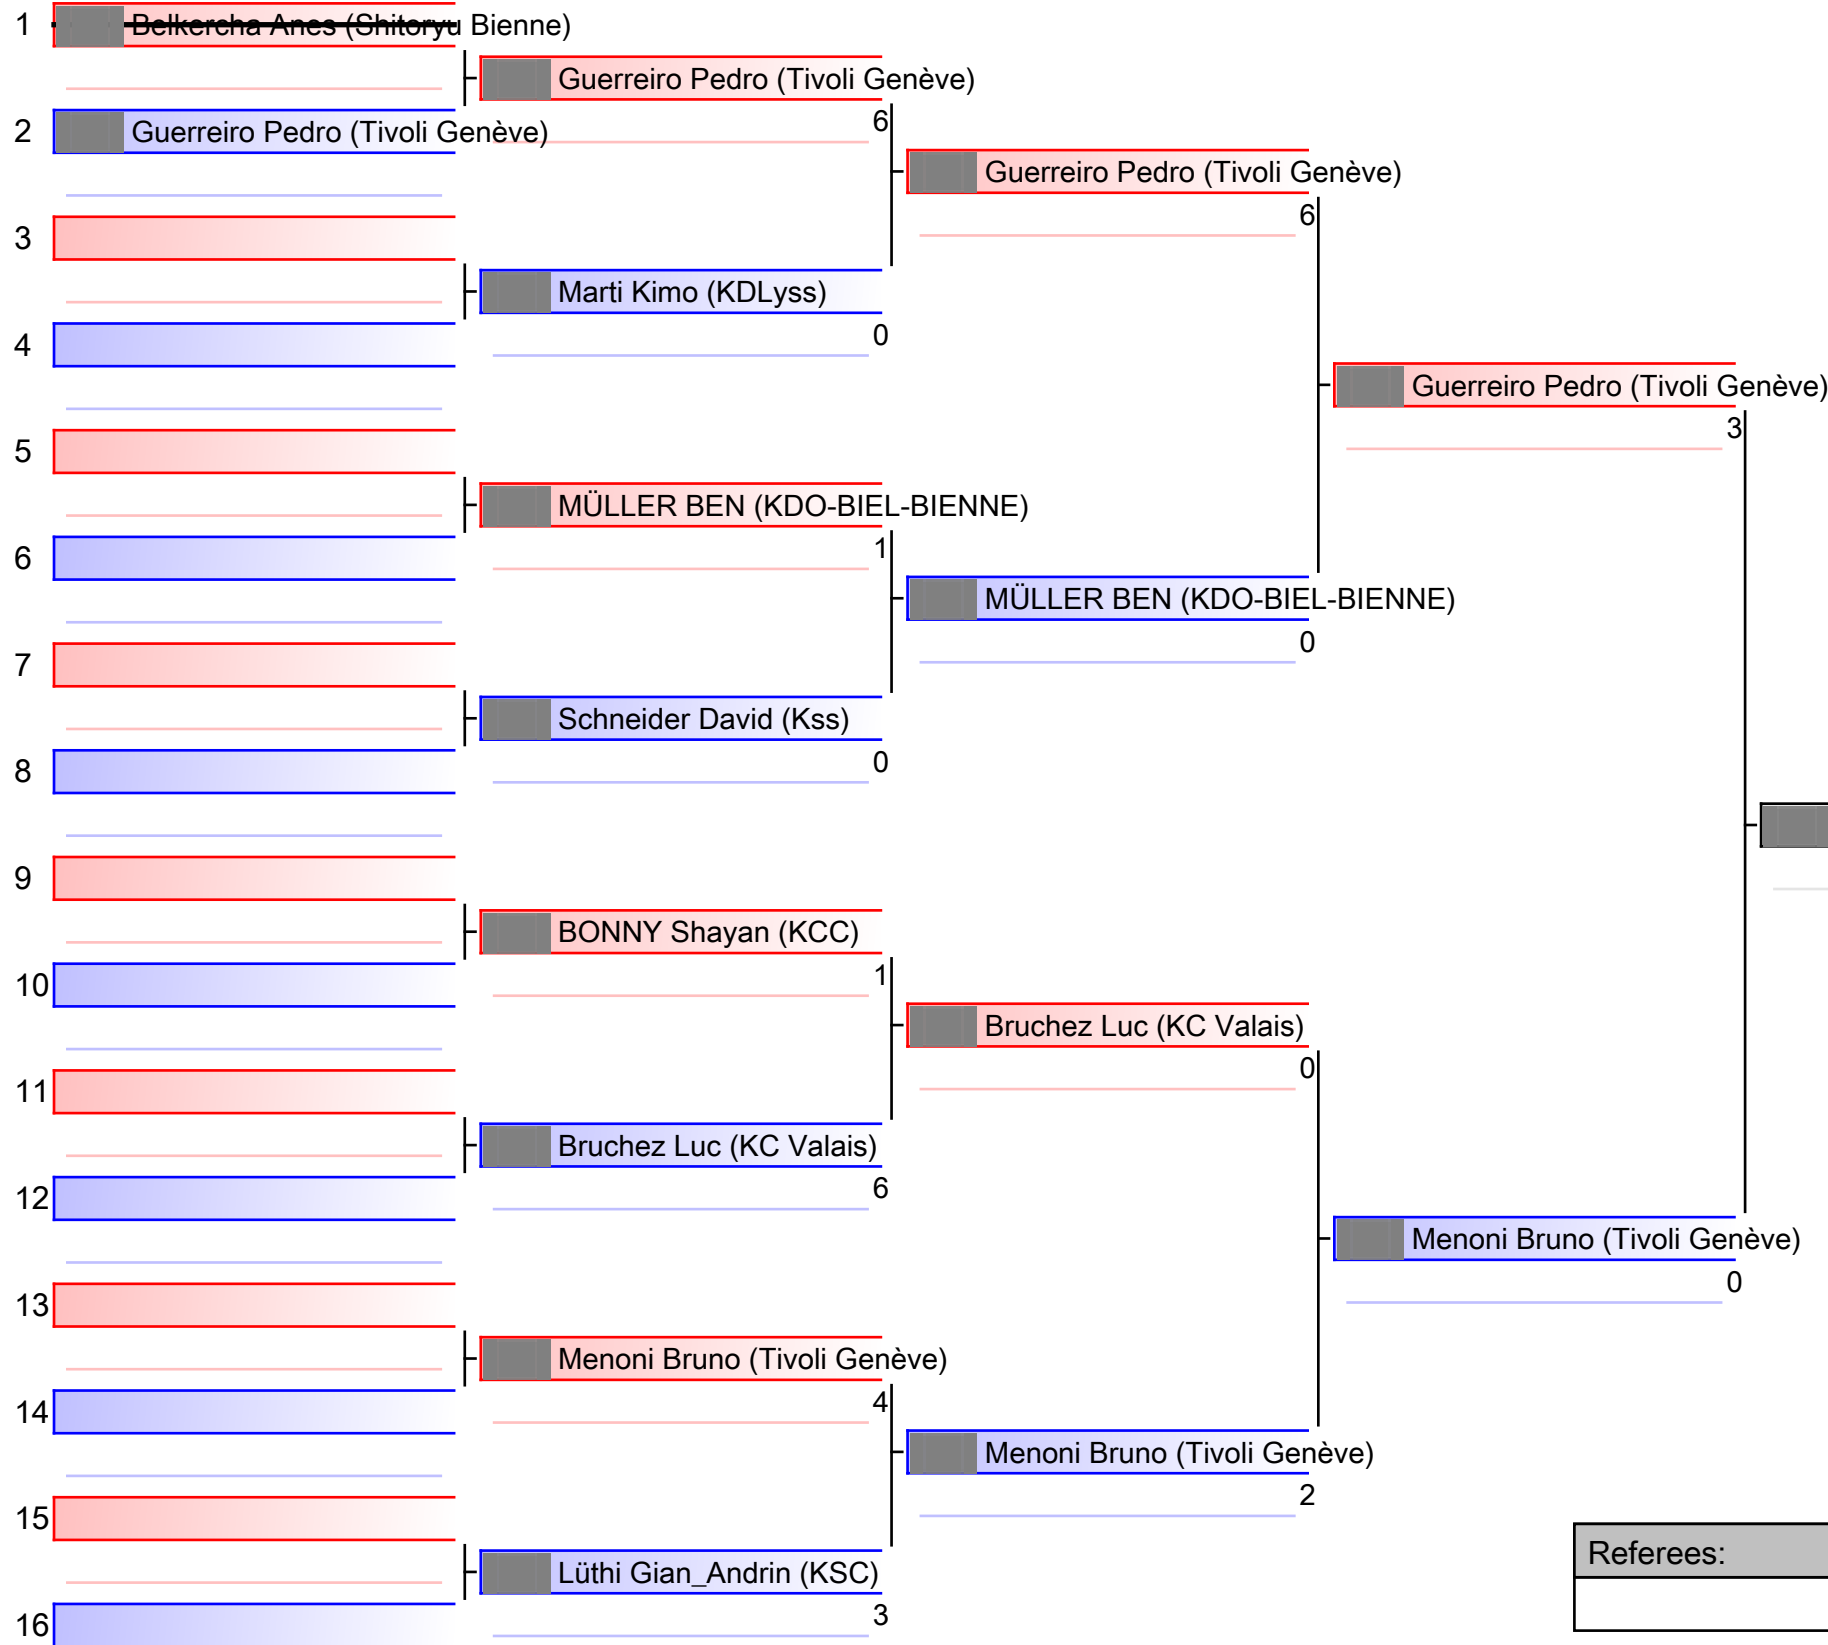 1 Belkercha Anes (Shitoryu Bienne)
Guerreiro Pedro (Tivoli Genève)
6
2 Guerreiro Pedro (Tivoli Genève)
Guerreiro Pedro (Tivoli Genève)
6
3
Marti Kimo (KDLyss)
0
4
Guerreiro Pedro (Tivoli Genève)
3
5
MÜLLER BEN (KDO-BIEL-BIENNE)
1
6
MÜLLER BEN (KDO-BIEL-BIENNE)
0
7
Schneider David (Kss)
0
8
9
BONNY Shayan (KCC)
1
10
Bruchez Luc (KC Valais)
0
11
Bruchez Luc (KC Valais)
6
12
Menoni Bruno (Tivoli Genève)
0
13
Menoni Bruno (Tivoli Genève)
4
14
Menoni Bruno (Tivoli Genève)
2
15
Referees:
Lüthi Gian_Andrin (KSC)
3
16